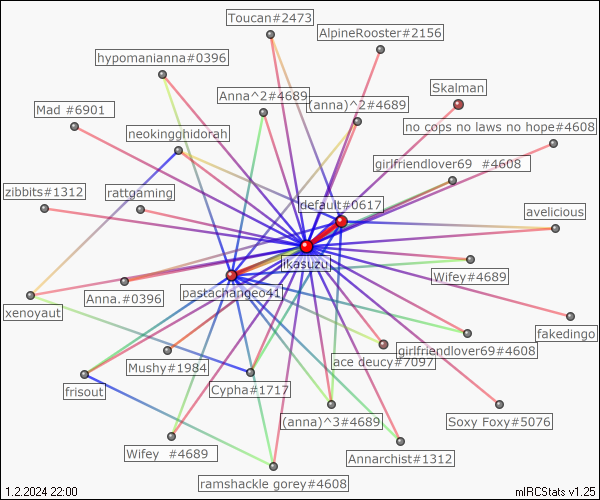 Toucan#2473
AlpineRooster#2156
hypomanianna#0396
Skalman
Anna^2#4689
(anna)^2#4689
Mad #6901
neokingghidorah
no cops no laws no hope#4608
girlfriendlover69 #4608
zibbits#1312
rattgaming
default#0617
avelicious
ikasuzu
Wifey#4689
pastachangeo41
Anna.#0396
xenoyaut
fakedingo
girlfriendlover69#4608
ace deucy#7097
Mushy#1984
frisout
Cypha#1717
(anna)^3#4689
Soxy Foxy#5076
Wifey #4689
Annarchist#1312
ramshackle gorey#4608
1.2.2024 22:00
mIRCStats v1.25